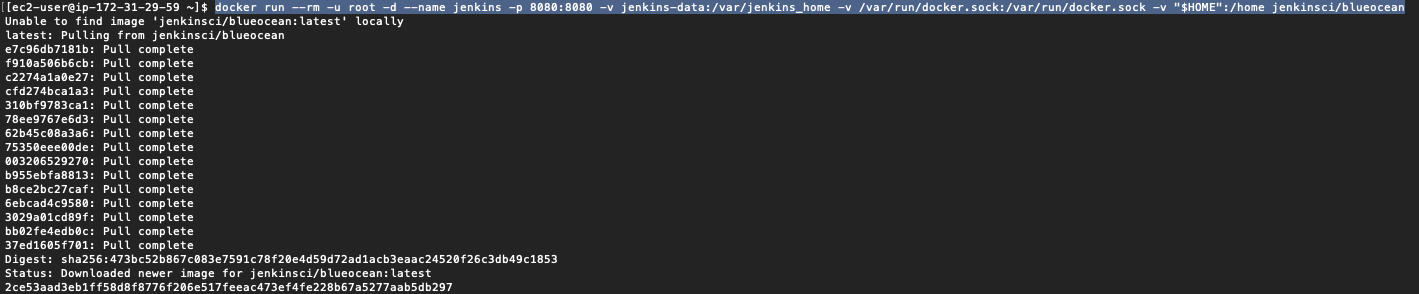 [ec2-user@ip-172-31-29-59 ~]$ docker run --rm -u root -d --name jenkins -p 8080:8080 -v jenkins-data:/var/jenkins_home -v /var/run/docker.sock:/var/run/docker.sock -v "$HOME":/home jenkinsci/blueocean
Unable to find image 'jenkinsci/blueocean:latest' locally
latest: Pulling from jenkinsci/blueocean
e7c96db7181b: Pull complete
f910a506b6cb: Pull complete
c2274a1a0e27: Pull complete
cfd274bca1a3: Pull complete
310bf9783ca1: Pull complete
78ee9767e6d3: Pull complete
62b45c08a3a6: Pull complete
75350eee00de: Pull complete
003206529270: Pull complete
b955ebfa8813: Pull complete
b8ce2bc27caf: Pull complete
6ebcad4c9580: Pull complete
3029a01cd89f: Pull complete
bb02fe4edb0c: Pull complete
37ed1605f701: Pull complete
Digest: sha256:473bc52b867c083e7591c78f20e4d59d72ad1acb3eaac24520f26c3db49c1853
Status: Downloaded newer image for jenkinsci/blueocean:latest
2ce53aad3eb1ff58d8f8776f206e517feeac473ef4fe228b67a5277aab5db297